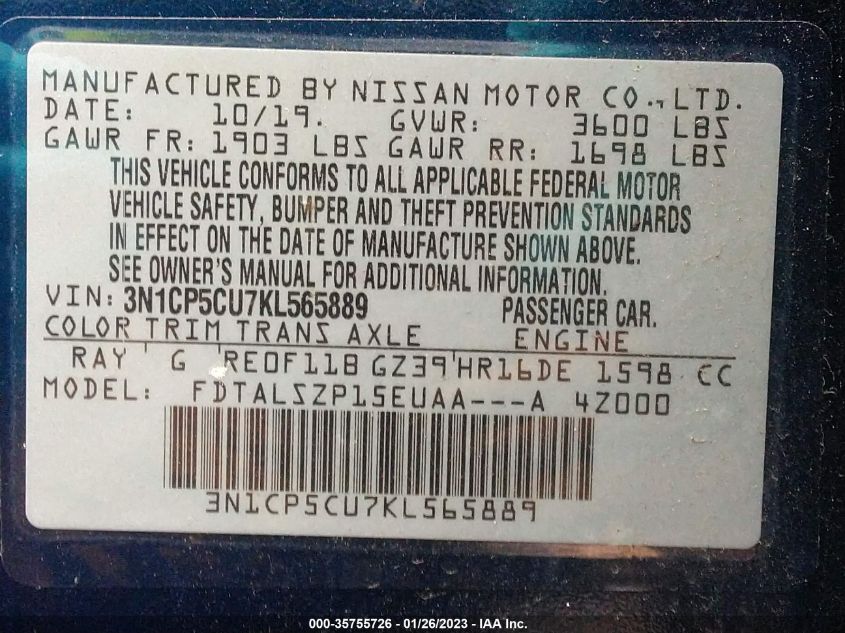 MANUFACTURED BY NISSAN MOTOR CO., LTD.
DATE: 10/19. GVWR: 3600 LBS
GAWR FR: 1903 LBS GAWR RR: 1698 LBS
THIS VEHICLE CONFORMS TO ALL APPLICABLE FEDERAL MOTOR
VEHICLE SAFETY, BUMPER AND THEFT PREVENTION STANDARDS
IN EFFECT ON THE DATE OF MANUFACTURE SHOWN ABOVE.
SEE OWNER'S MANUAL FOR ADDITIONAL INFORMATION.
VIN: 3N1CP5CU7KL565889 PASSENGER CAR.
COLOR TRIM TRANS AXLE ENGINE
RAY ' G ' RE0F11B GZ39 ' HR16DE 1598 CC
MODEL: FDTALSZP15EUAA---A 4Z000
3N1CP5CU7KL565889
000-35755726 - 01/26/2023 - IAA Inc.